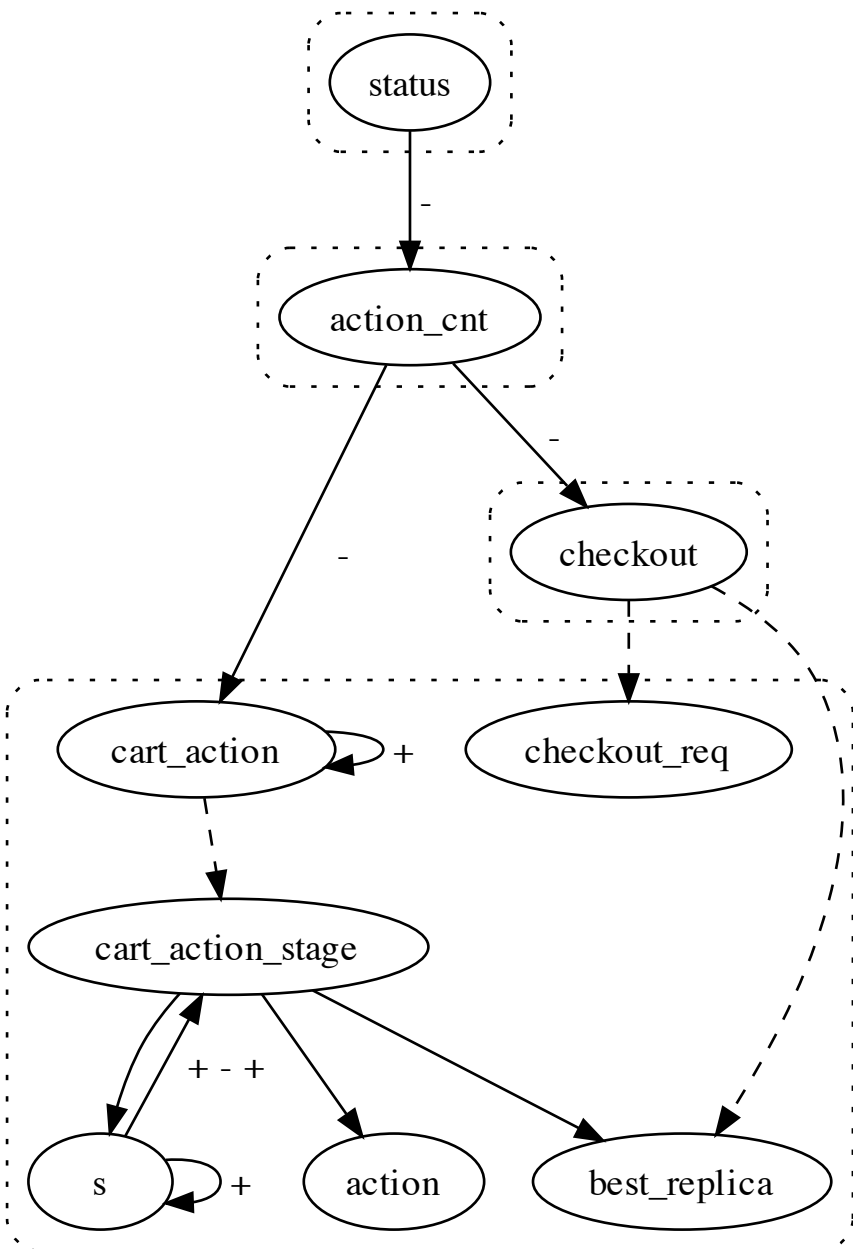 status
-
action_cnt
-
checkout
-
cart_action
+
checkout_req
cart_action_stage
+ - +
s
+
action
best_replica